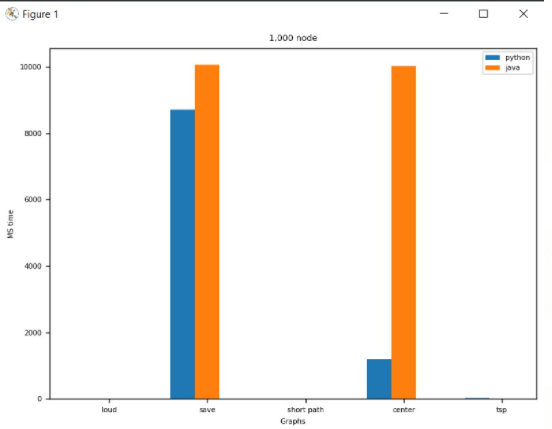 Figure 1
1,000 node
python
java
10000
8000
6000
4000
2000
0
MS time
loud save short path center tsp
Graphs